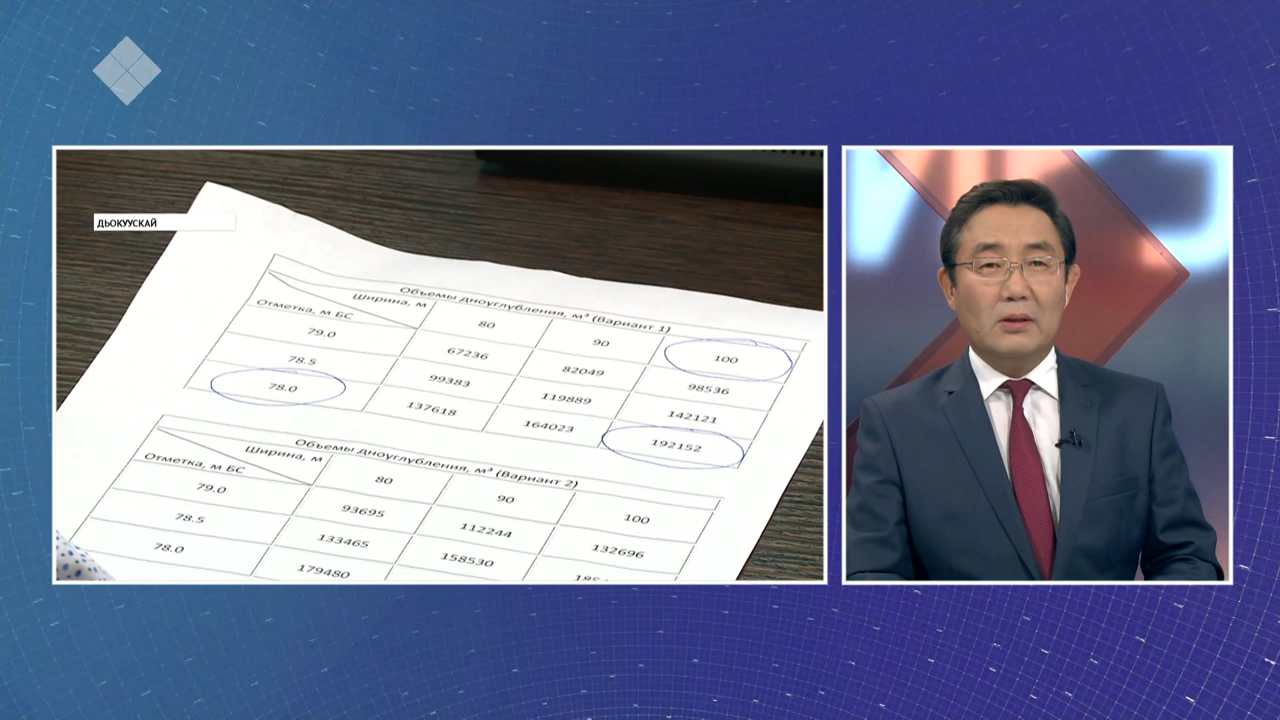 ДЬОКУУСКАЙ
Объемы дноуглубления, м³ (Вариант 1)
Ширина, м
Отметка, м БС
80 90 100
79.0 67236 82049 98536
78.5 99383 119889 142121
78.0 137618 164023 192152
Объемы дноуглубления, м³ (Вариант 2)
Ширина, м
Отметка, м БС
80 90 100
79.0 93695 112244 132696
78.5 133465 158530
78.0 179480